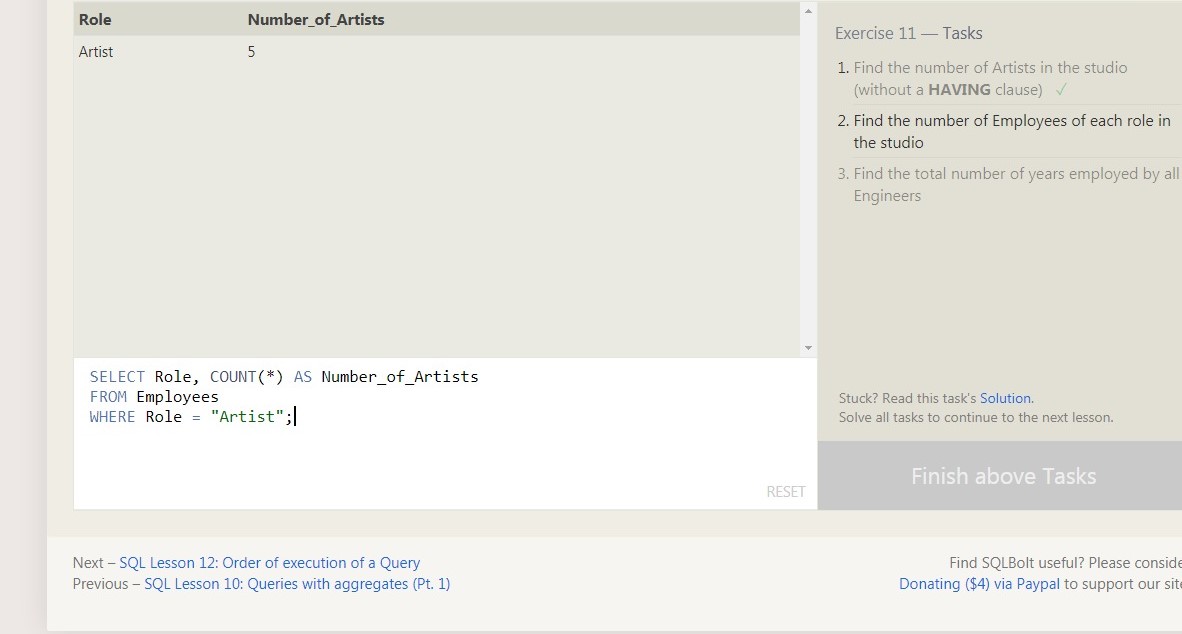 Role Number_of_Artists
Artist 5
SELECT Role, COUNT(*) AS Number_of_Artists
FROM Employees
WHERE Role = "Artist";
RESET
Exercise 11 — Tasks
1. Find the number of Artists in the studio
(without a HAVING clause) ✓
2. Find the number of Employees of each role in
the studio
3. Find the total number of years employed by all
Engineers
Stuck? Read this task's Solution.
Solve all tasks to continue to the next lesson.
Finish above Tasks
Next – SQL Lesson 12: Order of execution of a Query
Previous – SQL Lesson 10: Queries with aggregates (Pt. 1)
Find SQLBolt useful? Please conside
Donating ($4) via Paypal to support our site